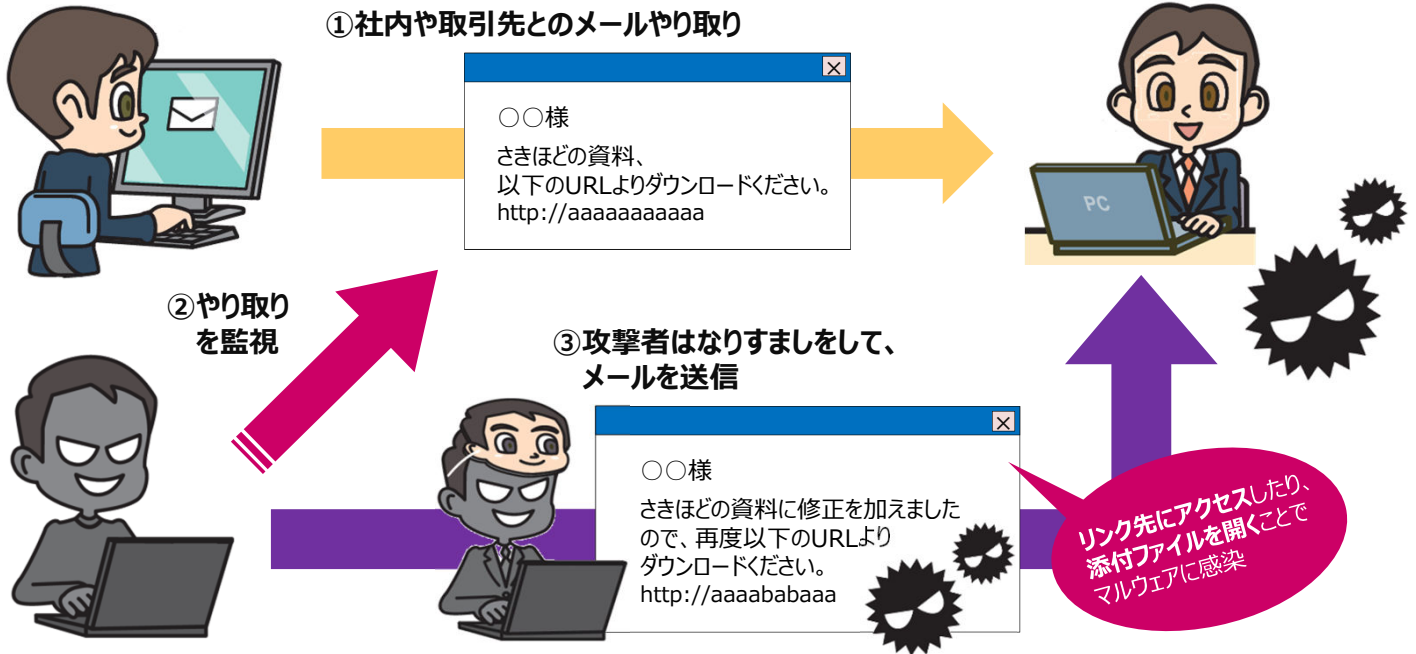 ①社内や取引先とのメールやり取り
○○様
さきほどの資料、
以下のURLよりダウンロードください。
http://aaaaaaaaaaa
PC
②やり取り
を監視
③攻撃者はなりすましをして、
メールを送信
○○様
さきほどの資料に修正を加えました
ので、再度以下のURLより
ダウンロードください。
http://aaaababaaa
リンク先にアクセスしたり、
添付ファイルを開くことで
マルウェアに感染